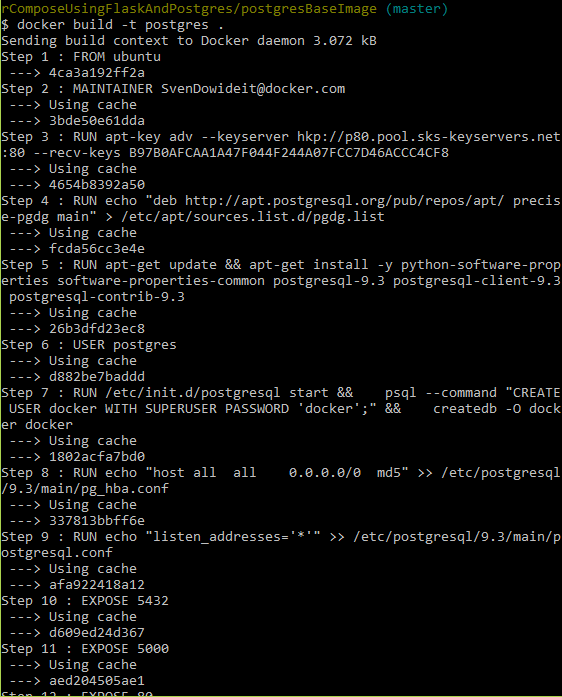 rComposeUsingFlaskAndPostgres/postgresBaseImage (master)
$ docker build -t postgres .
Sending build context to Docker daemon 3.072 kB
Step 1 : FROM ubuntu
 ---> 4ca3a192ff2a
Step 2 : MAINTAINER SvenDowideit@docker.com
 ---> Using cache
 ---> 3bde50e61dda
Step 3 : RUN apt-key adv --keyserver hkp://p80.pool.sks-keyservers.net
:80 --recv-keys B97B0AFCAA1A47F044F244A07FCC7D46ACCC4CF8
 ---> Using cache
 ---> 4654b8392a50
Step 4 : RUN echo "deb http://apt.postgresql.org/pub/repos/apt/ precis
e-pgdg main" > /etc/apt/sources.list.d/pgdg.list
 ---> Using cache
 ---> fcda56cc3e4e
Step 5 : RUN apt-get update && apt-get install -y python-software-prop
erties software-properties-common postgresql-9.3 postgresql-client-9.3
 postgresql-contrib-9.3
 ---> Using cache
 ---> 26b3dfd23ec8
Step 6 : USER postgres
 ---> Using cache
 ---> d882be7baddd
Step 7 : RUN /etc/init.d/postgresql start &&    psql --command "CREATE
 USER docker WITH SUPERUSER PASSWORD 'docker';" &&    createdb -O dock
er docker
 ---> Using cache
 ---> 1802acfa7bd0
Step 8 : RUN echo "host all  all    0.0.0.0/0  md5" >> /etc/postgresql
/9.3/main/pg_hba.conf
 ---> Using cache
 ---> 337813bbff6e
Step 9 : RUN echo "listen_addresses='*'" >> /etc/postgresql/9.3/main/p
ostgresql.conf
 ---> Using cache
 ---> afa922418a12
Step 10 : EXPOSE 5432
 ---> Using cache
 ---> d609ed24d367
Step 11 : EXPOSE 5000
 ---> Using cache
 ---> aed204505ae1
Step 12 : EXPOSE 80